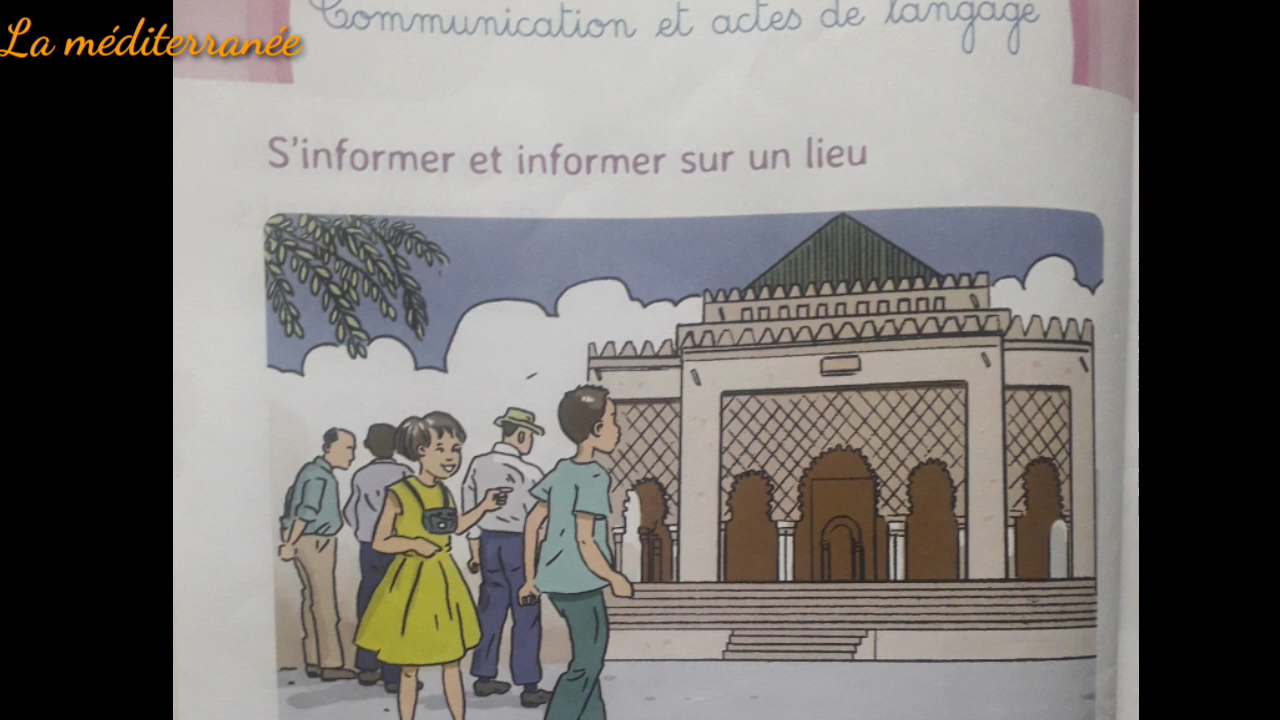 La méditerranée
Communication et actes de langage
S'informer et informer sur un lieu